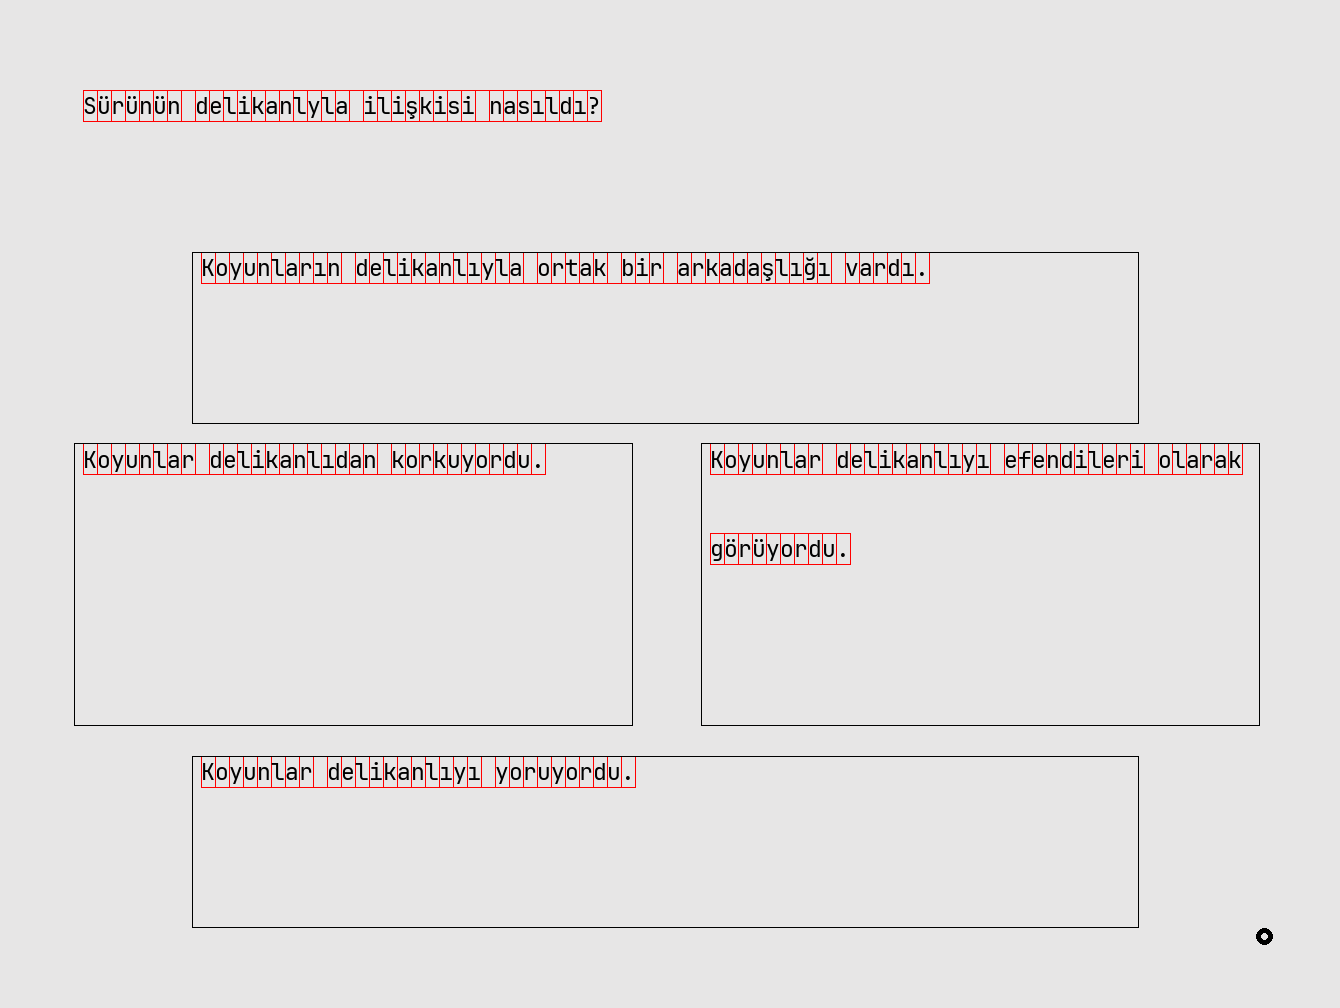 Sürünün delikanlyla ilişkisi nasıldı?
Koyunların delikanlıyla ortak bir arkadaşlığı vardı.
Koyunlar delikanlıdan korkuyordu.
Koyunlar delikanlıyı efendileri olarak
görüyordu.
Koyunlar delikanlıyı yoruyordu.